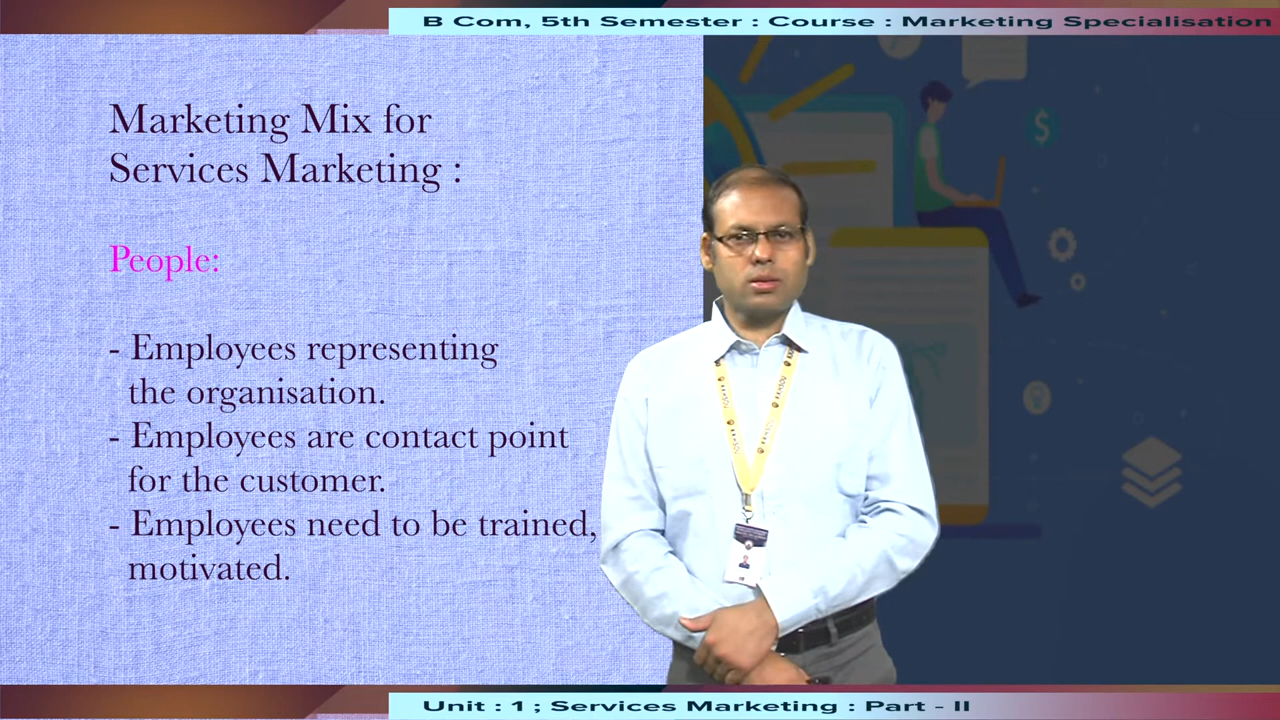 B Com, 5th Semester : Course : Marketing Specialisation
Marketing Mix for
Services Marketing :
People:
- Employees representing
the organisation.
- Employees are contact point
for the customer.
- Employees need to be trained,
motivated.
Unit : 1 ; Services Marketing : Part - II